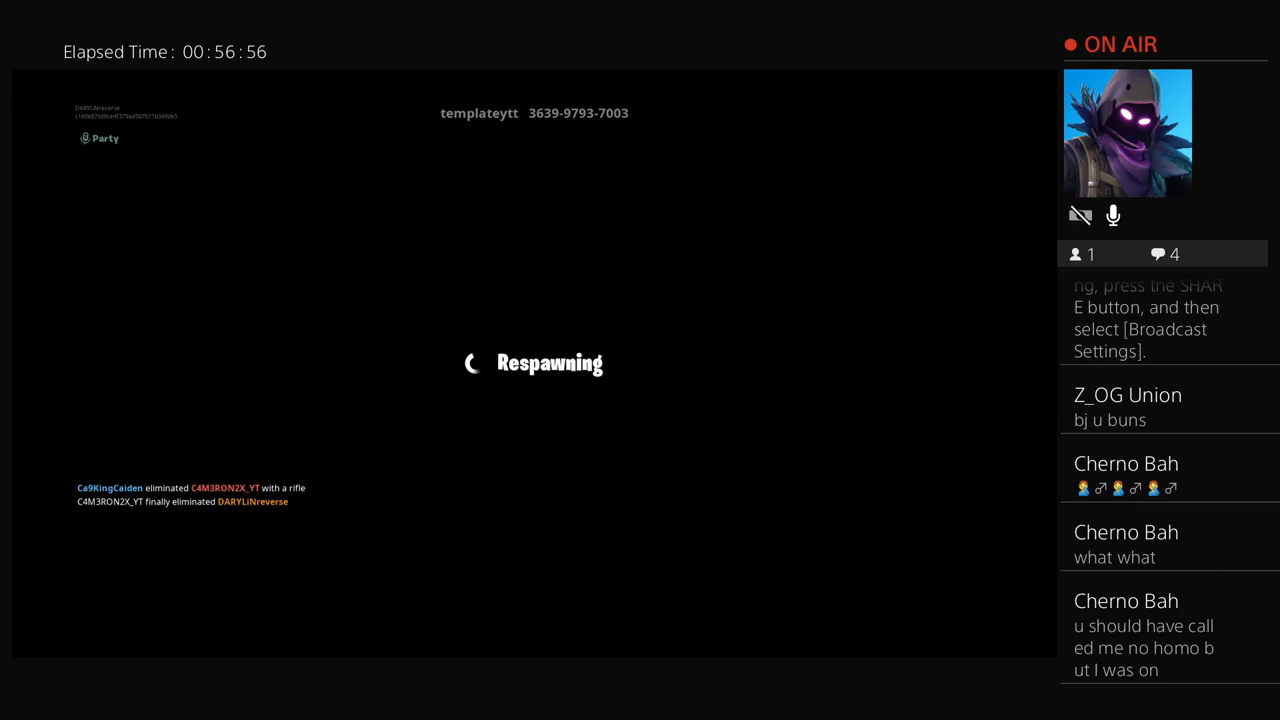 Elapsed Time: 00:56:56
ON AIR
DARYLiNreverse
templateytt 3639-9793-7003
Party
1 4
ng, press the SHAR
E button, and then
select [Broadcast
Settings].
Respawning
Z_OG Union
bj u buns
Cherno Bah
🤦♂🤦♂🤦♂
Cherno Bah
what what
Cherno Bah
u should have call
ed me no homo b
ut I was on
Ca9KingCaiden eliminated C4M3RON2X_YT with a rifle
C4M3RON2X_YT finally eliminated DARYLiNreverse